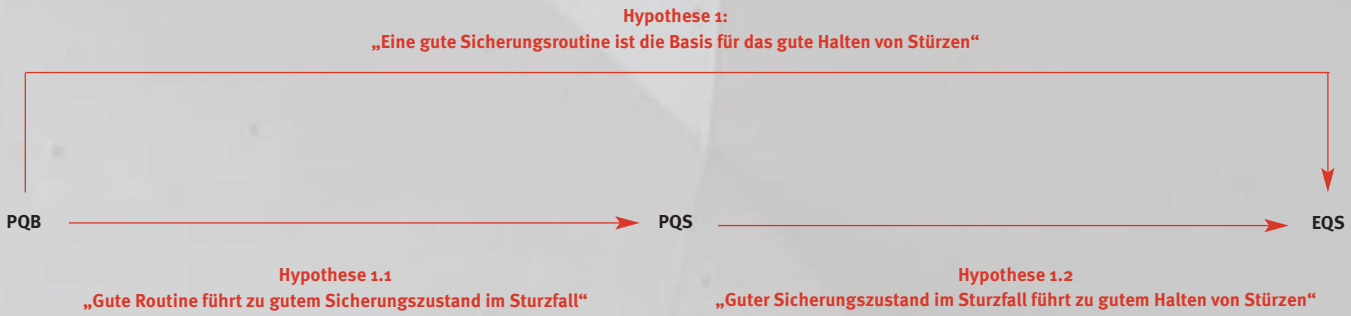 Hypothese 1:
„Eine gute Sicherungsroutine ist die Basis für das gute Halten von Stürzen“
PQB
PQS
EQS
Hypothese 1.1
„Gute Routine führt zu gutem Sicherungszustand im Sturzfall“
Hypothese 1.2
„Guter Sicherungszustand im Sturzfall führt zu gutem Halten von Stürzen“